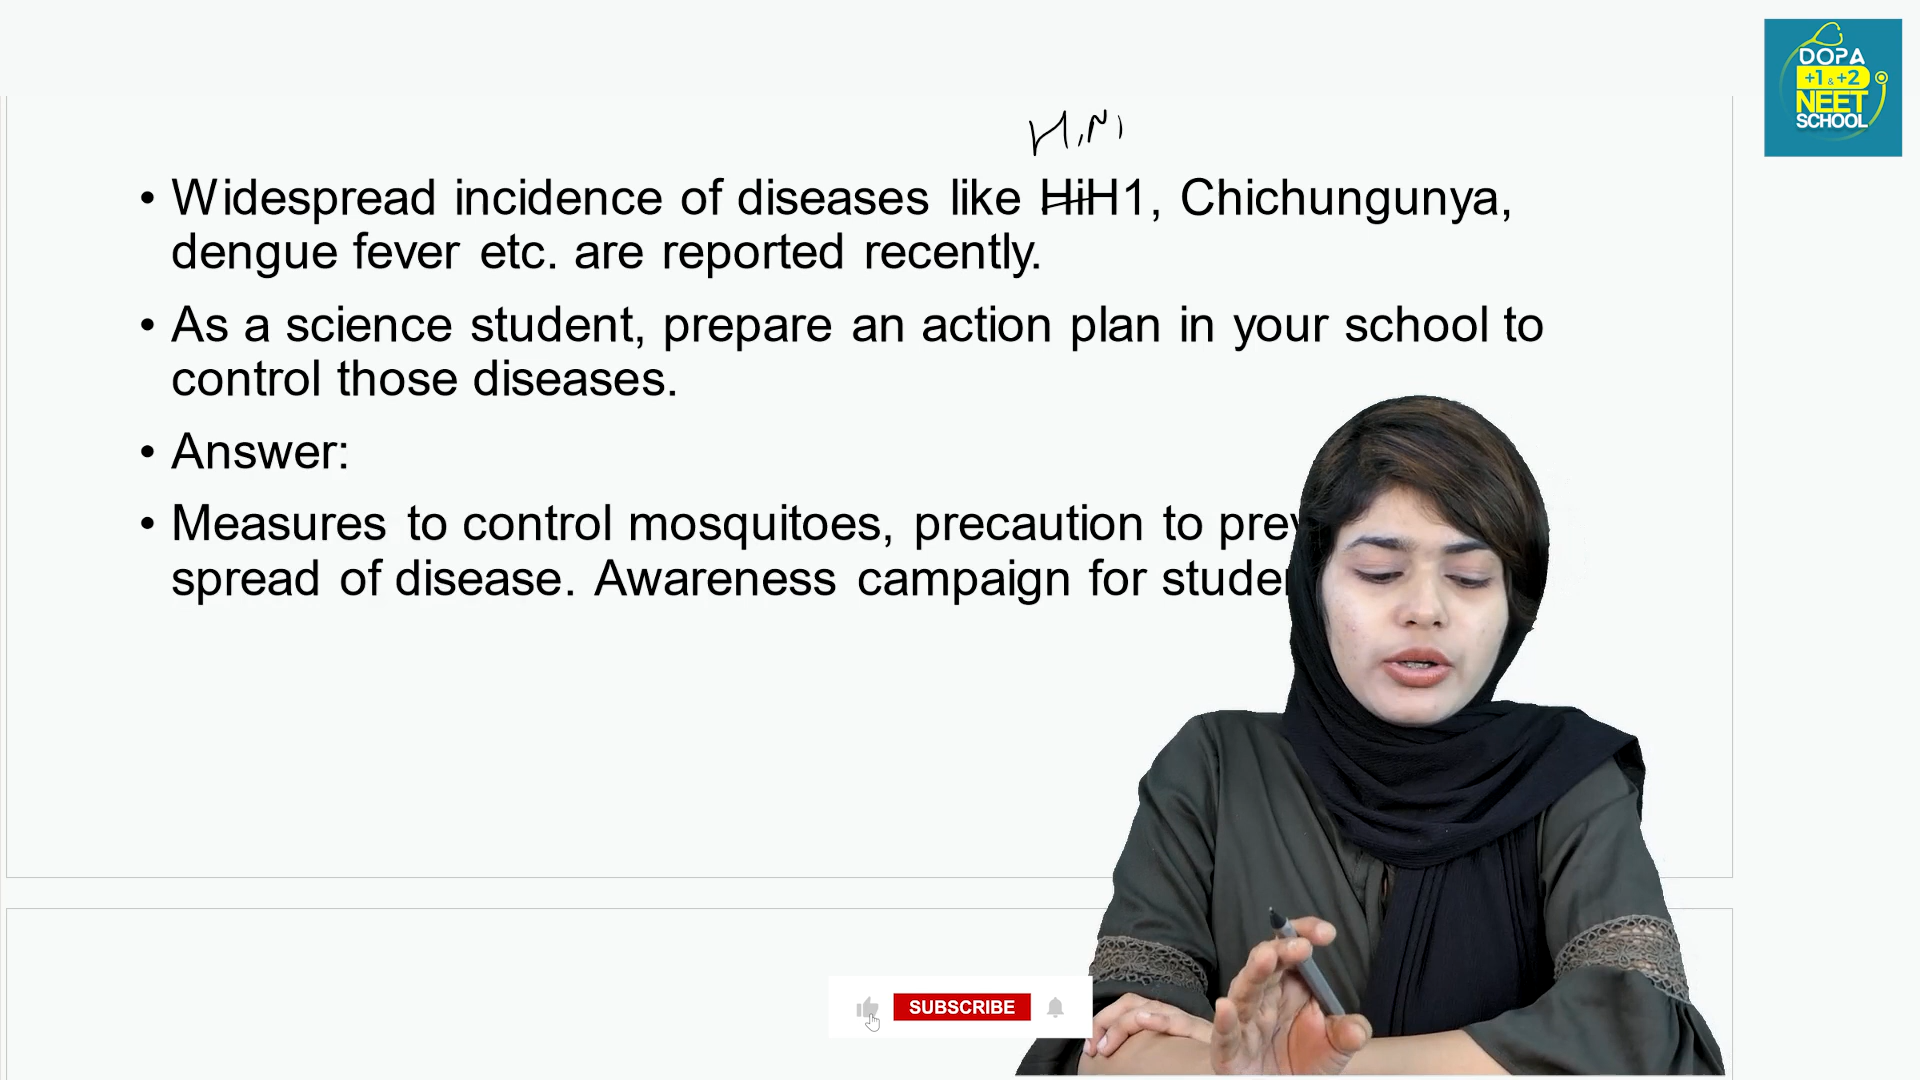 DOPA
+1 & +2
NEET
SCHOOL
H1N1
• Widespread incidence of diseases like HiH1, Chichungunya,
dengue fever etc. are reported recently.
• As a science student, prepare an action plan in your school to
control those diseases.
• Answer:
• Measures to control mosquitoes, precaution to
spread of disease. Awareness campaign for
SUBSCRIBE